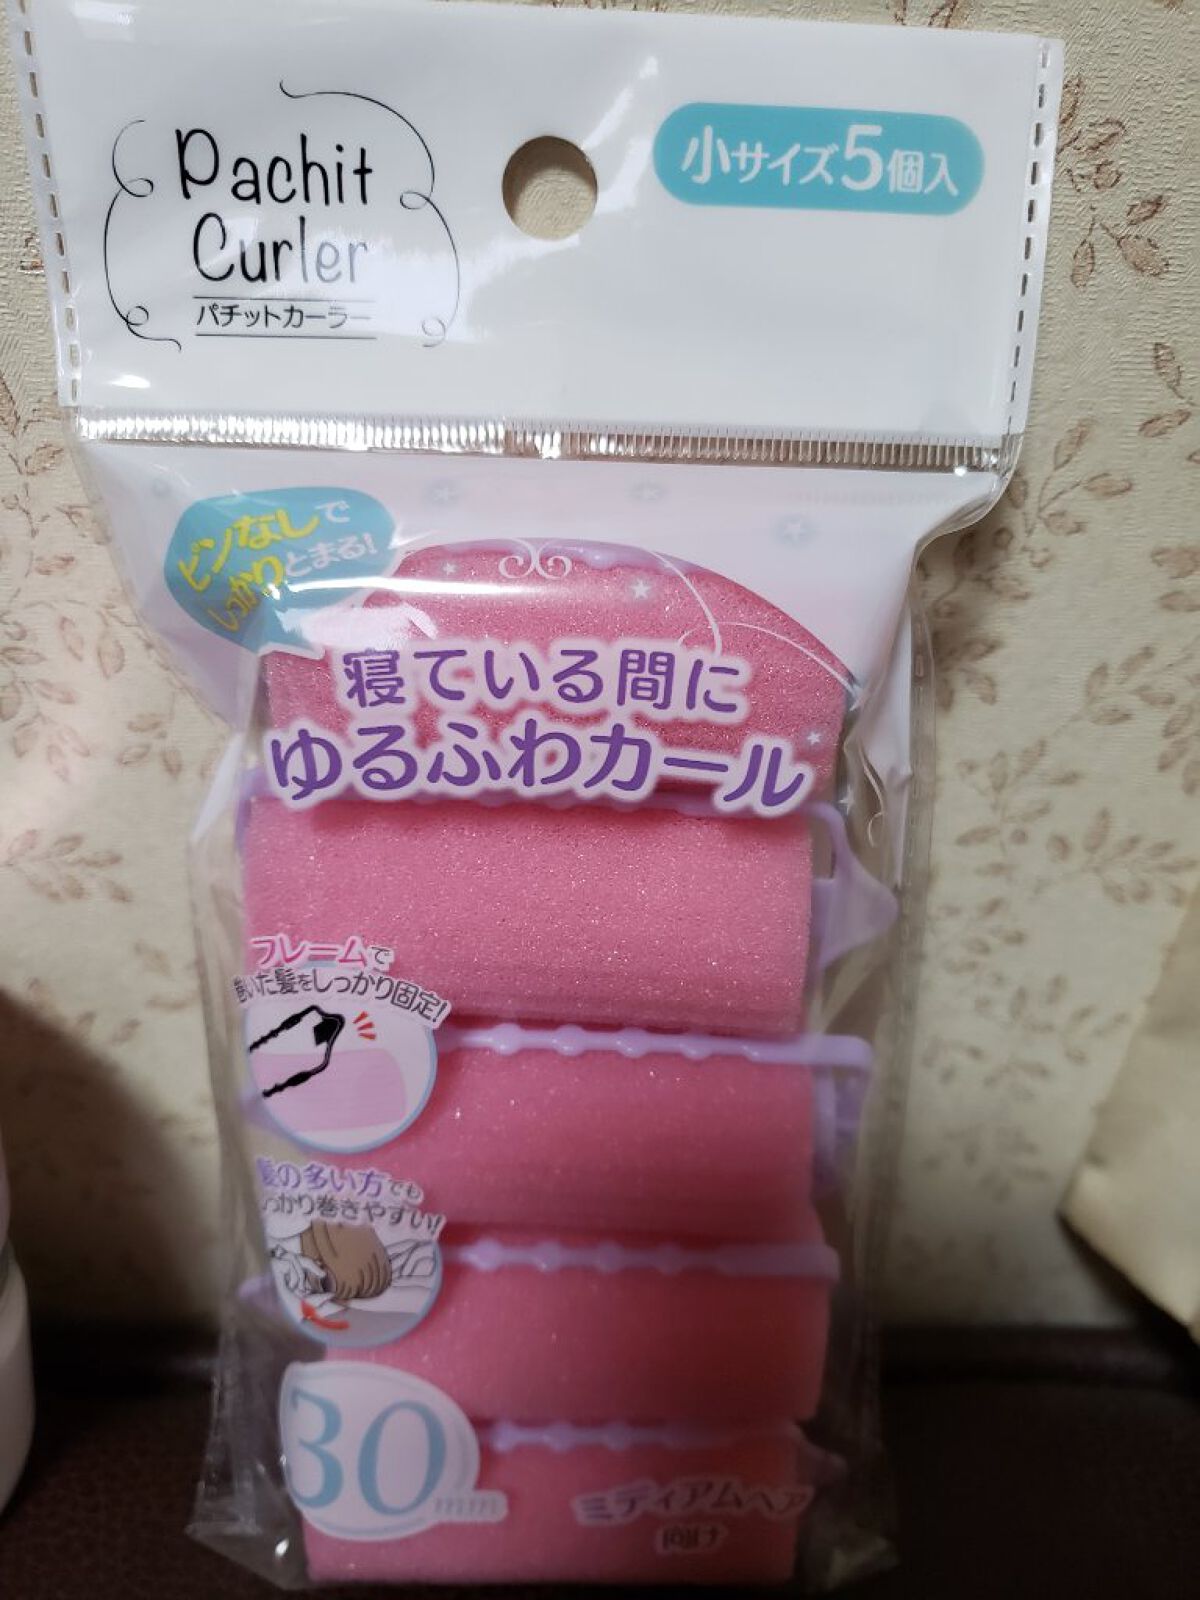 Pachit
Curler
パチットカーラー
小サイズ5個入
ピンなしで
しっかりとまる!
寝ている間に
ゆるふわカール
フレームで
巻いた髪をしっかり固定!
髪の多い方でも
しっかり巻きやすい!
30mm
ミディアムヘア
向け